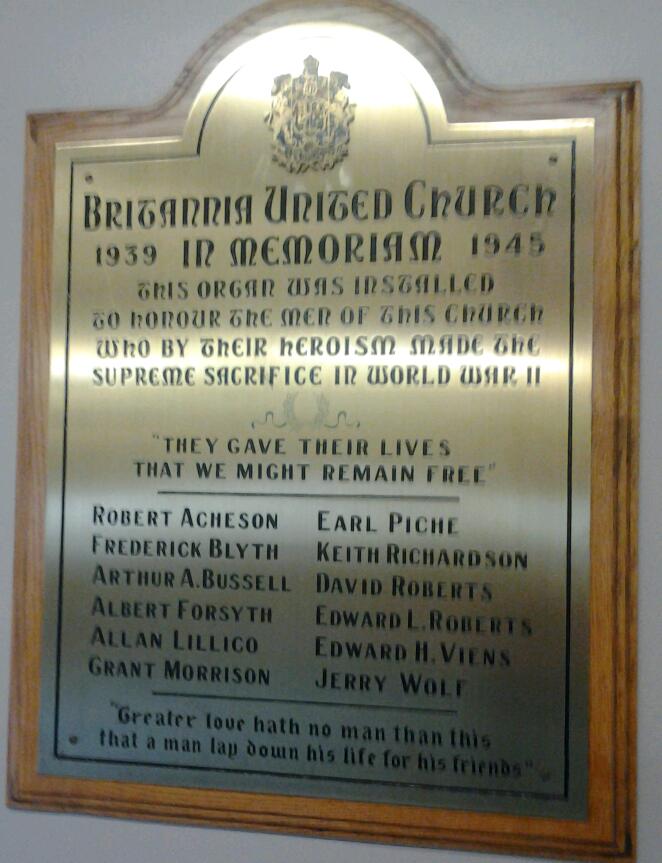 BRITANNIA UNITED CHURCH
1939 IN MEMORIAM 1945
THIS ORGAN WAS INSTALLED
TO HONOUR THE MEN OF THIS CHURCH
WHO BY THEIR HEROISM MADE THE
SUPREME SACRIFICE IN WORLD WAR II
"THEY GAVE THEIR LIVES
THAT WE MIGHT REMAIN FREE"
ROBERT ACHESON
FREDERICK BLYTH
ARTHUR A. BUSSELL
ALBERT FORSYTH
ALLAN LILLICO
GRANT MORRISON
EARL PICHE
KEITH RICHARDSON
DAVID ROBERTS
EDWARD L. ROBERTS
EDWARD H. VIENS
JERRY WOLF
"Greater love hath no man than this
that a man lay down his life for his friends"